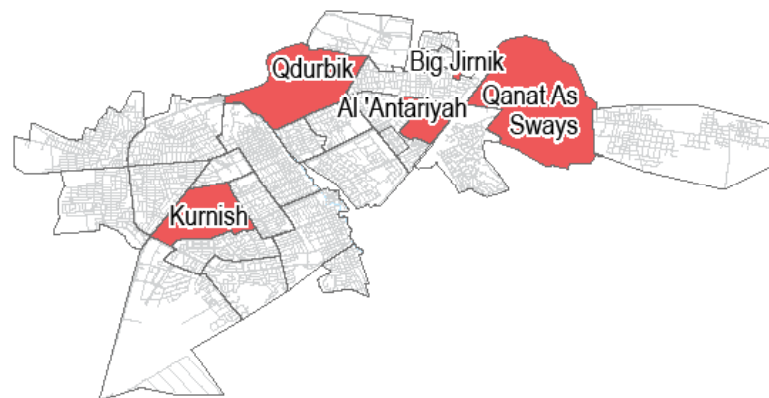 Qdurbik
Big Jirnik
Al 'Antariyah
Qanat As
Sways
Kurnish